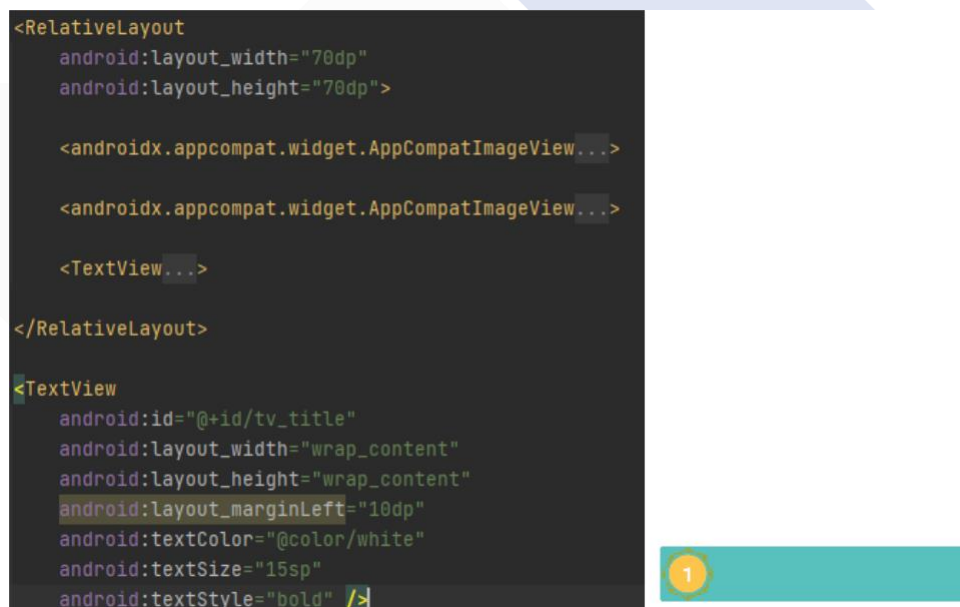 <RelativeLayout
android:layout_width="70dp"
android:layout_height="70dp">
<androidx.appcompat.widget.AppCompatImageView...>
<androidx.appcompat.widget.AppCompatImageView...>
<TextView...>
</RelativeLayout>
<TextView
android:id="@+id/tv_title"
android:layout_width="wrap_content"
android:layout_height="wrap_content"
android:layout_marginLeft="10dp"
android:textColor="@color/white"
android:textSize="15sp"
android:textStyle="bold" />
1